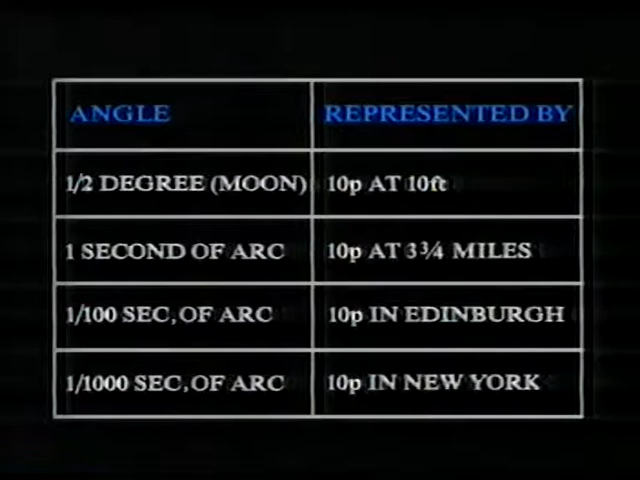 ANGLE REPRESENTED BY
1/2 DEGREE (MOON) 10p AT 10ft
1 SECOND OF ARC 10p AT 3¾ MILES
1/100 SEC, OF ARC 10p IN EDINBURGH
1/1000 SEC, OF ARC 10p IN NEW YORK